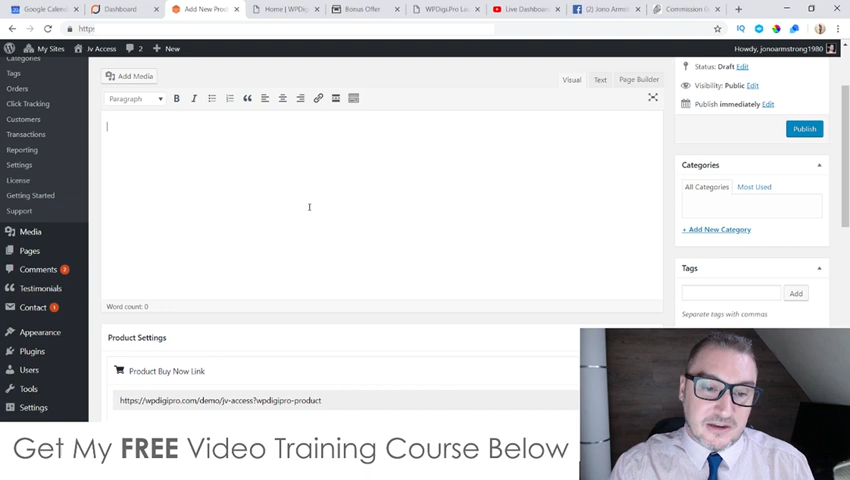 Google Calend
Dashboard
Add New Prod
Home | WPDigi
Bonus Offer
WPDigi.Pro La
Live Dashboard
(2) Jono Armst
Commission G
https
My Sites
Jv Access
2
New
Howdy, jonoarmstrong1980
Categories
Tags
Orders
Click Tracking
Customers
Transactions
Reporting
Settings
License
Getting Started
Support
Media
Pages
Comments 2
Testimonials
Contact 1
Appearance
Plugins
Users
Tools
Settings
Add Media
Visual
Text
Page Builder
Paragraph
Word count: 0
Product Settings
Product Buy Now Link
https://wpdigipro.com/demo/jv-access?wpdigipro-product
Status: Draft Edit
Visibility: Public Edit
Publish immediately Edit
Publish
Categories
All Categories
Most Used
+ Add New Category
Tags
Add
Separate tags with commas
Get My FREE Video Training Course Below